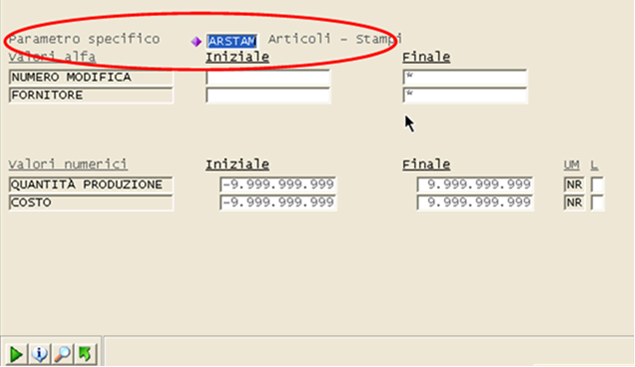 Parametro specifico ARSTAM Articoli - Stampi
Valori alfa Iniziale Finale
NUMERO MODIFICA *
FORNITORE *
Valori numerici Iniziale Finale UM L
QUANTITÀ PRODUZIONE -9.999.999.999 9.999.999.999 NR
COSTO -9.999.999.999 9.999.999.999 NR